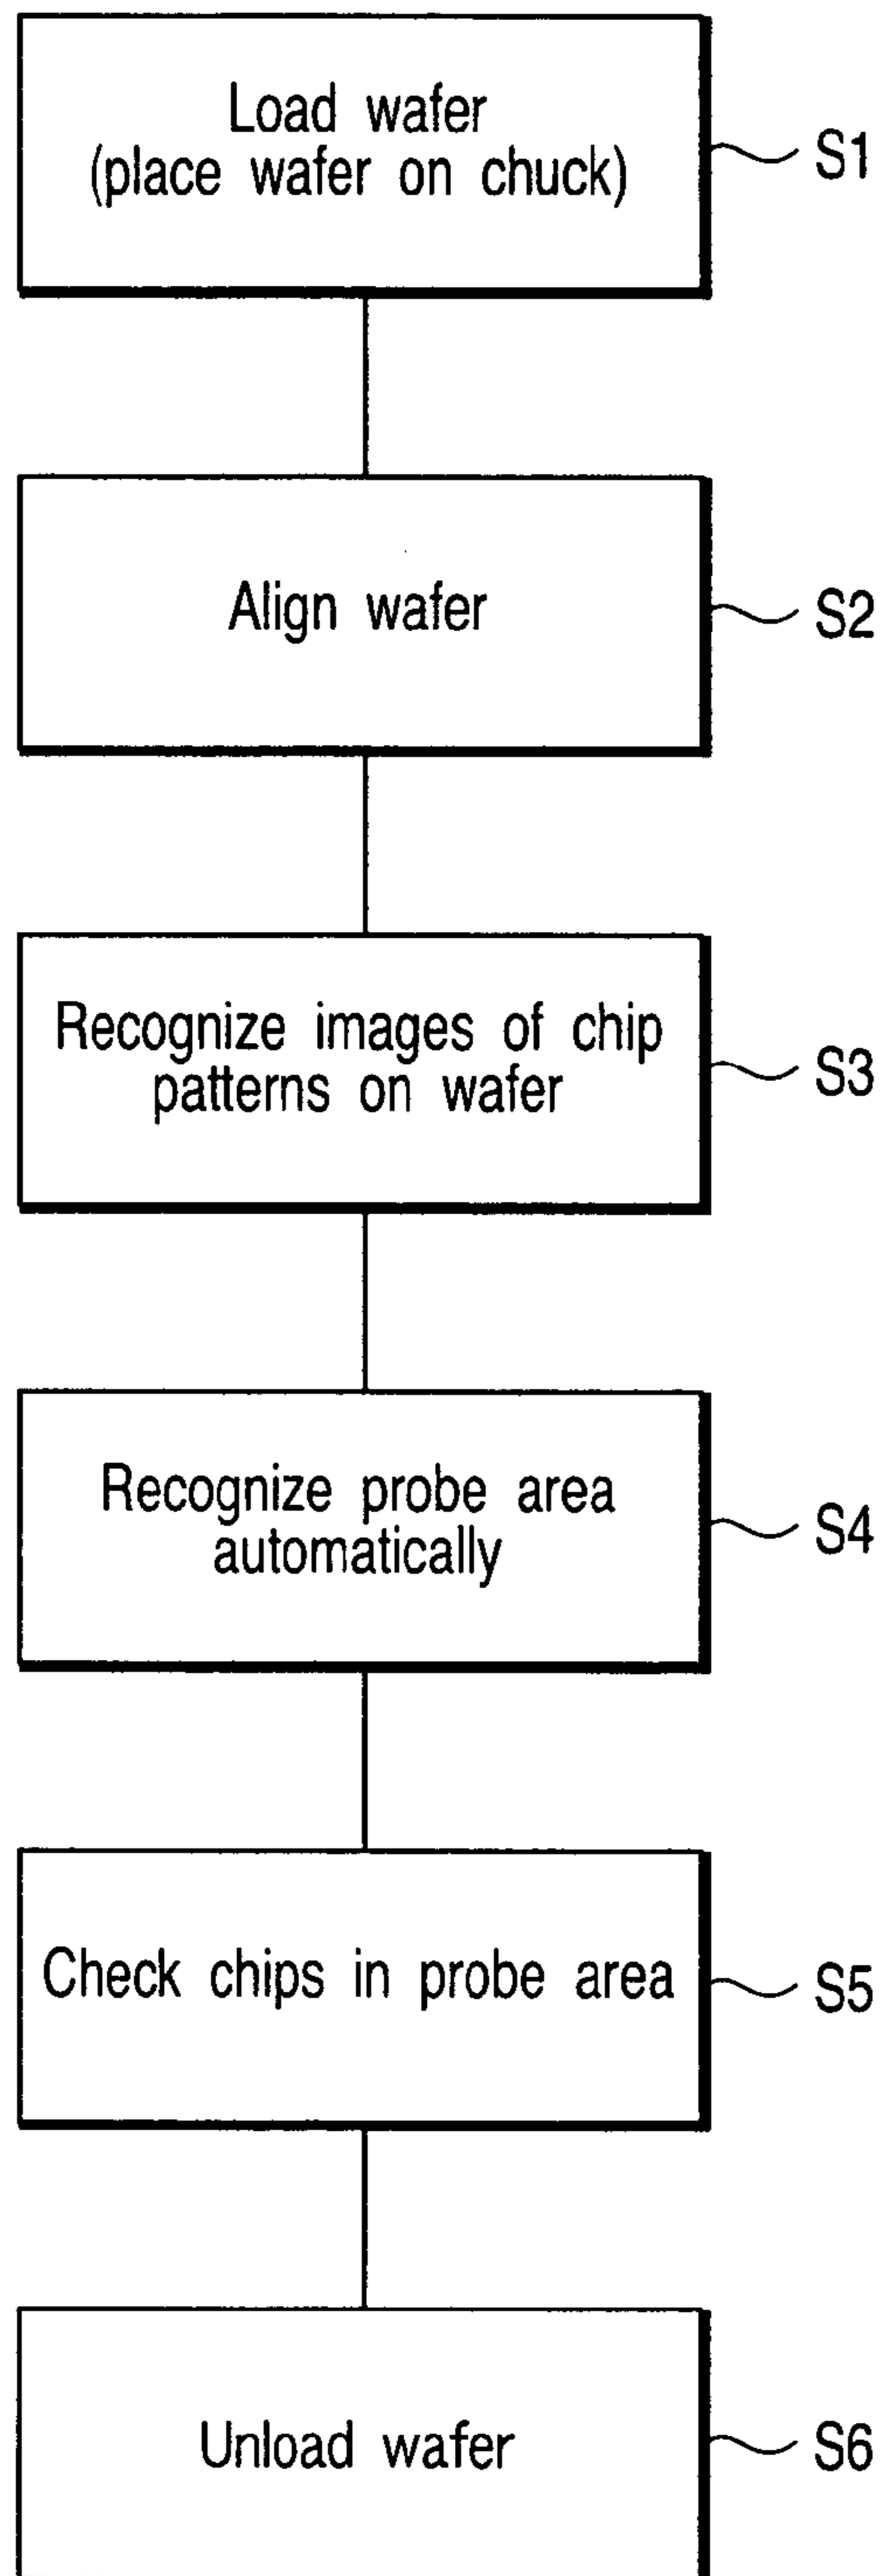 Load wafer
(place wafer on chuck)
S1
Align wafer
S2
Recognize images of chip
patterns on wafer
S3
Recognize probe area
automatically
S4
Check chips in probe area
S5
Unload wafer
S6